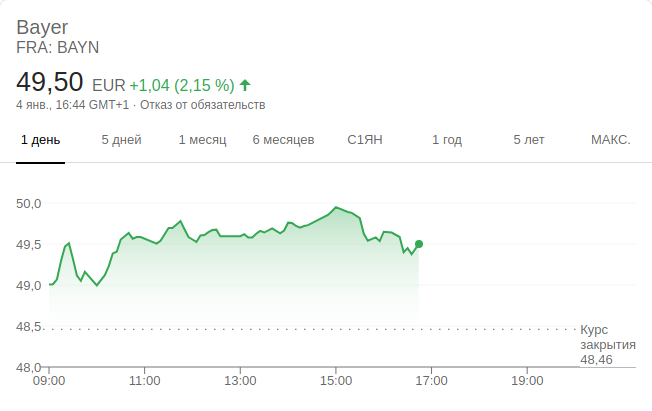 Bayer
FRA: BAYN
49,50 EUR +1,04 (2,15 %)
4 янв., 16:44 GMT+1 · Отказ от обязательств
1 день 5 дней 1 месяц 6 месяцев С1ЯН 1 год 5 лет МАКС.
50,0
49,5
49,0
48,5
Курс
закрытия
48,46
48,0
09:00 11:00 13:00 15:00 17:00 19:00